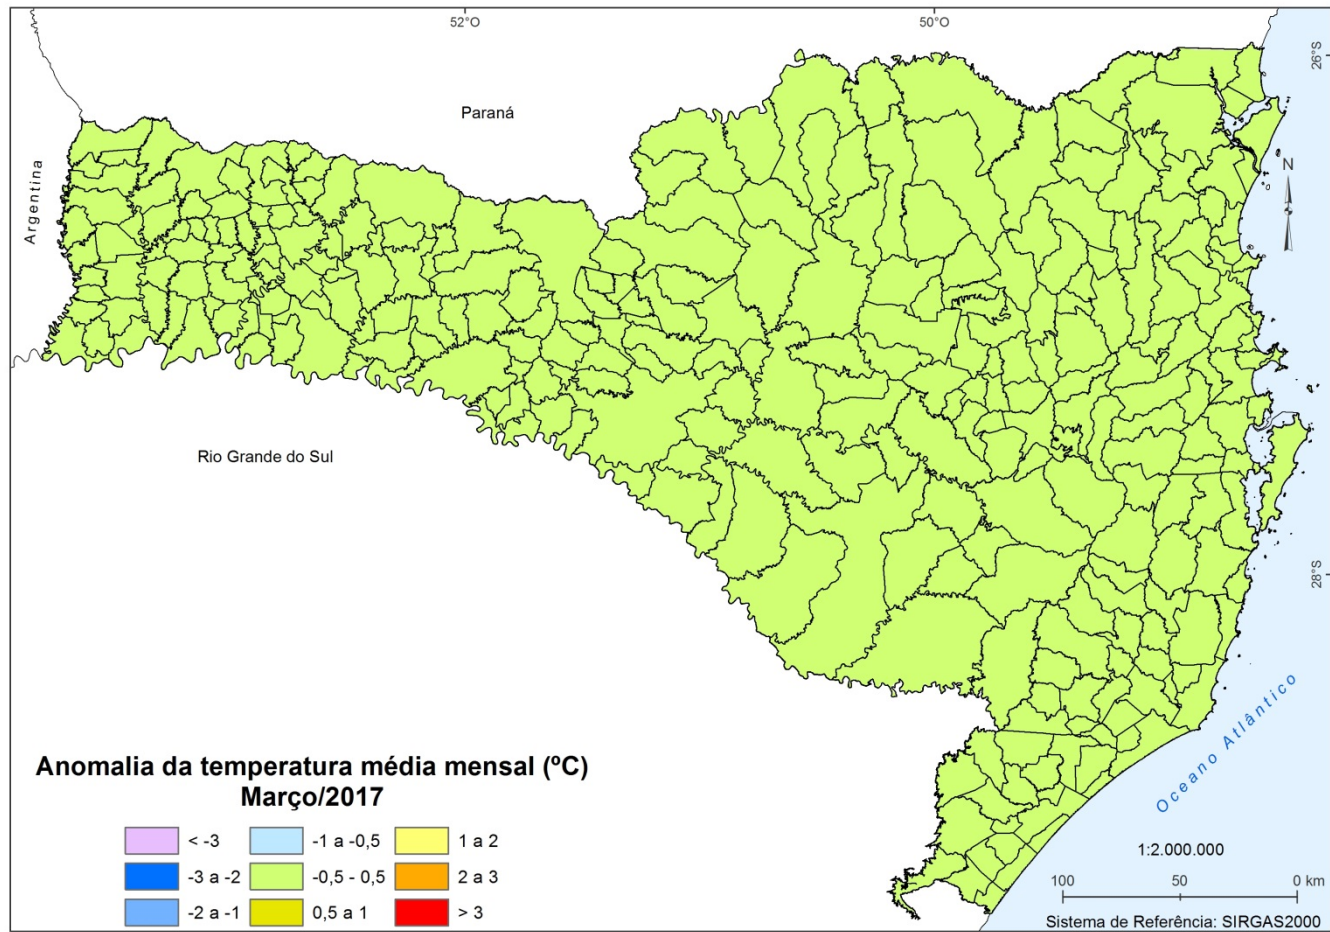 52°O
50°O
26°S
Paraná
Argentina
N
Rio Grande do Sul
28°S
Oceano Atlântico
Anomalia da temperatura média mensal (ºC)
Março/2017
< -3
-1 a -0,5
1 a 2
-3 a -2
-0,5 - 0,5
2 a 3
-2 a -1
0,5 a 1
> 3
1:2.000.000
100 50 0 km
Sistema de Referência: SIRGAS2000